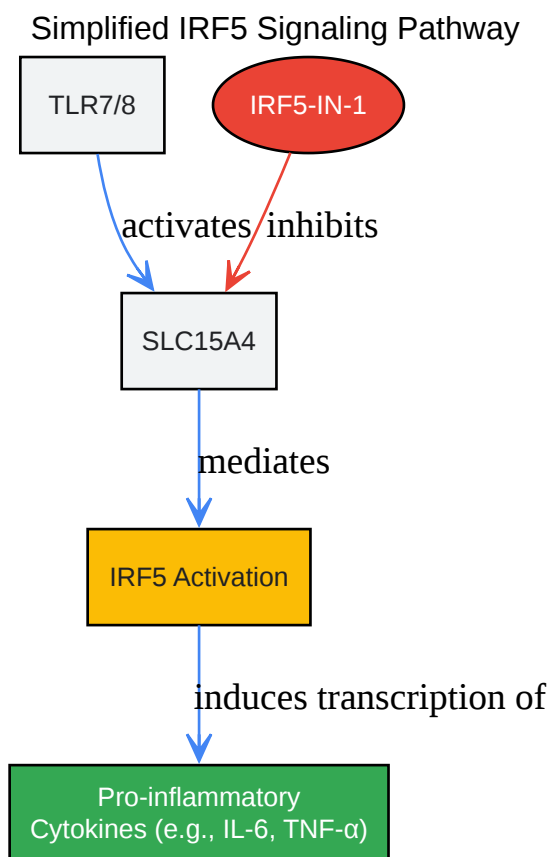 Simplified IRF5 Signaling Pathway
TLR7/8
IRF5-IN-1
activates
inhibits
SLC15A4
mediates
IRF5 Activation
induces transcription of
Pro-inflammatory
Cytokines (e.g., IL-6, TNF-α)